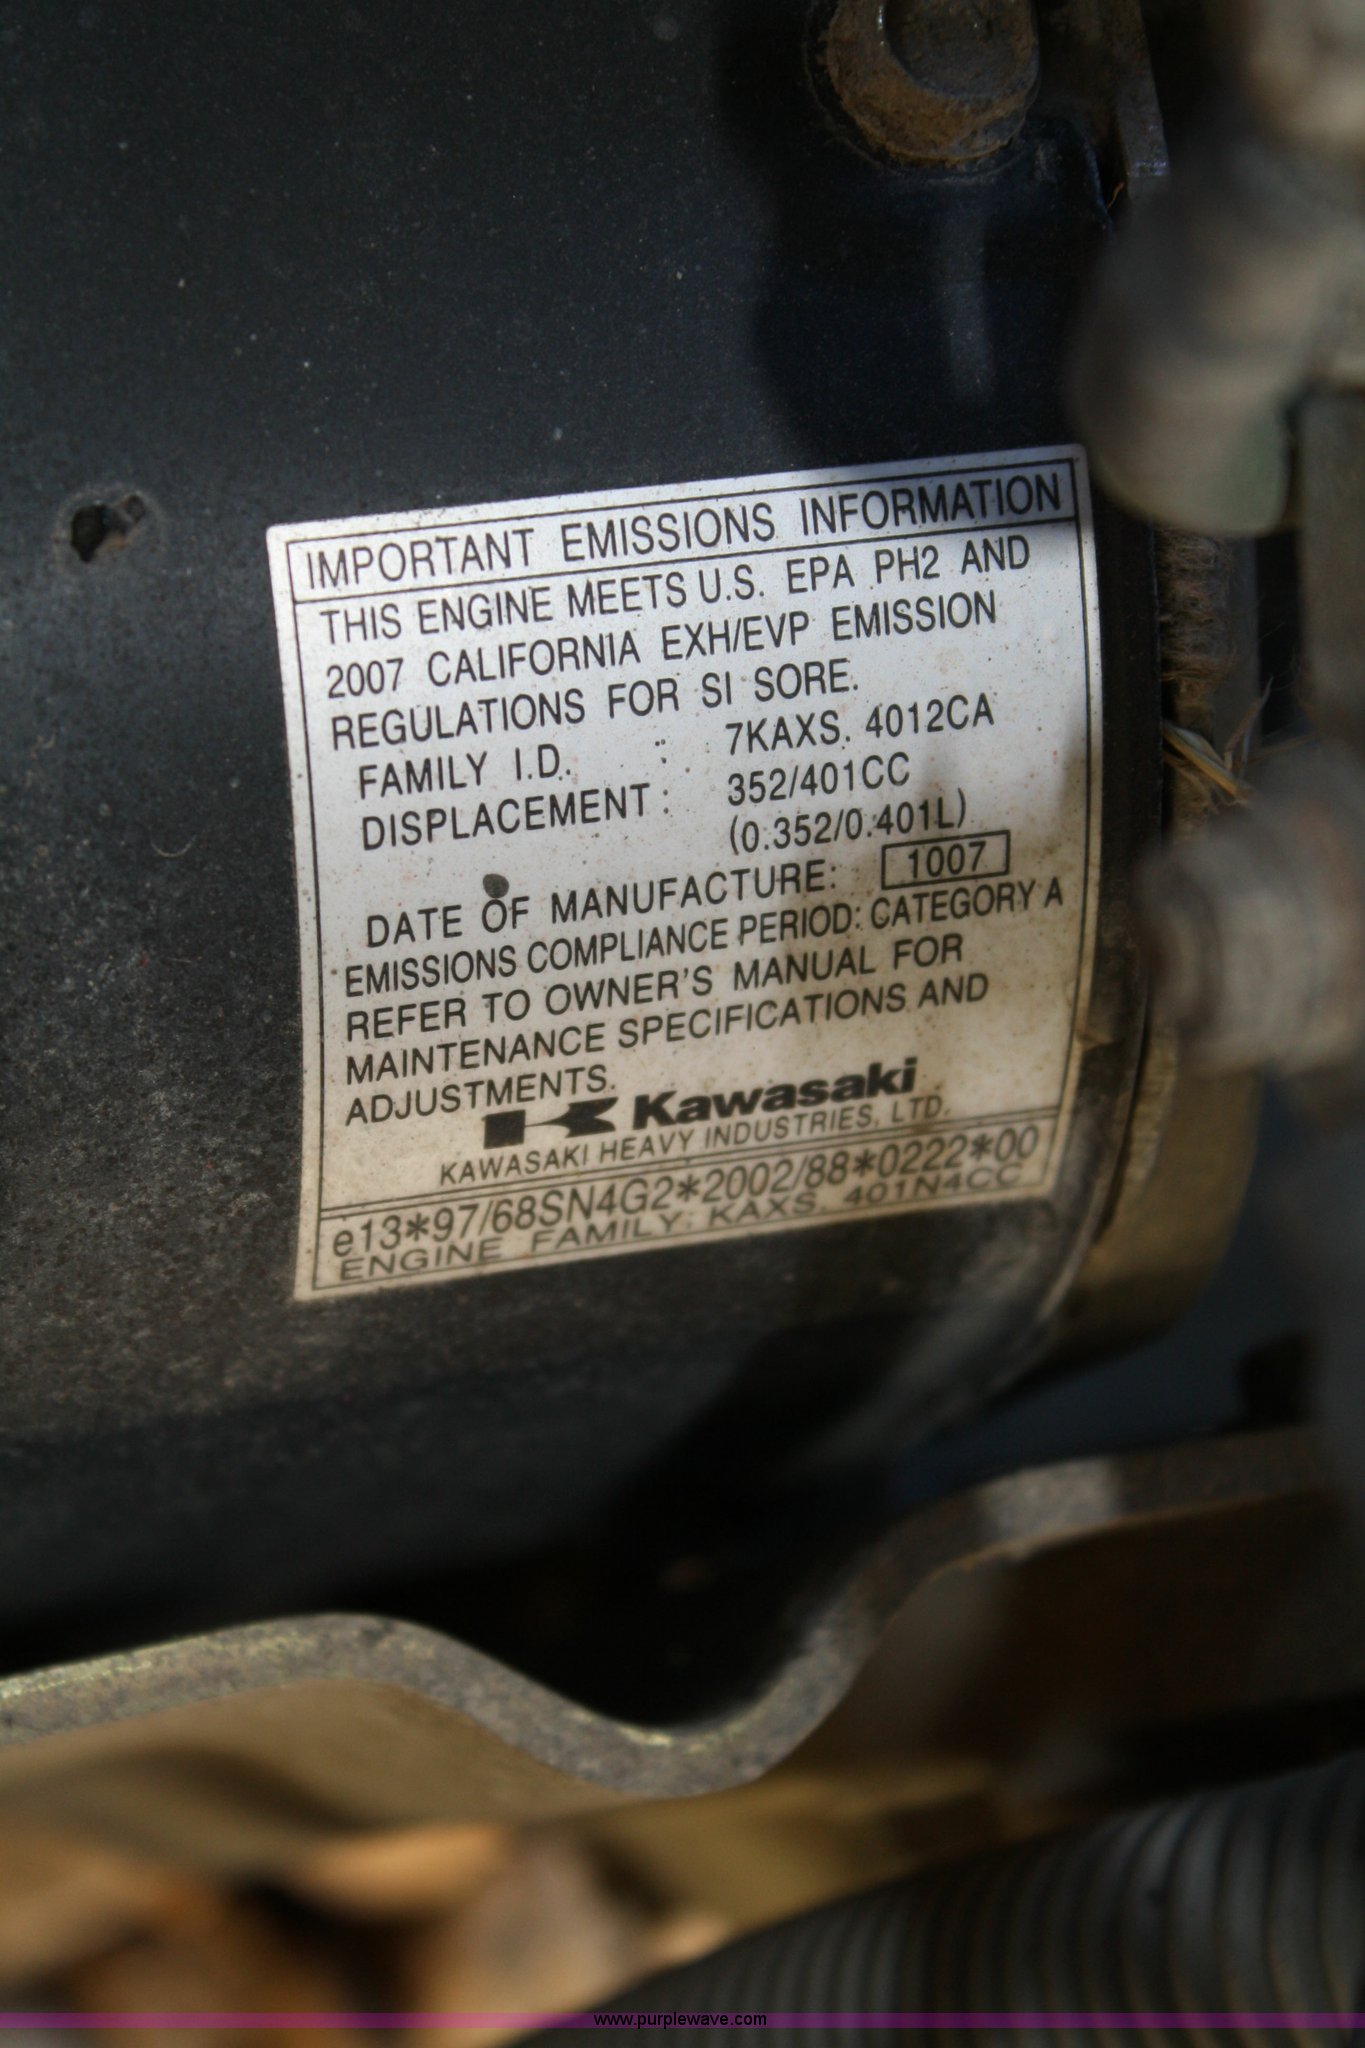 IMPORTANT EMISSIONS INFORMATION
THIS ENGINE MEETS U.S. EPA PH2 AND
2007 CALIFORNIA EXH/EVP EMISSION
REGULATIONS FOR SI SORE.
FAMILY I.D. : 7KAXS. 4012CA
DISPLACEMENT : 352/401CC
(0.352/0.401L)
DATE OF MANUFACTURE: 1007
EMISSIONS COMPLIANCE PERIOD: CATEGORY A
REFER TO OWNER'S MANUAL FOR
MAINTENANCE SPECIFICATIONS AND
ADJUSTMENTS.
Kawasaki
KAWASAKI HEAVY INDUSTRIES, LTD.
e13*97/68SN4G2*2002/88*0222*00
ENGINE FAMILY: KAXS. 401N4CC
www.purplewave.com